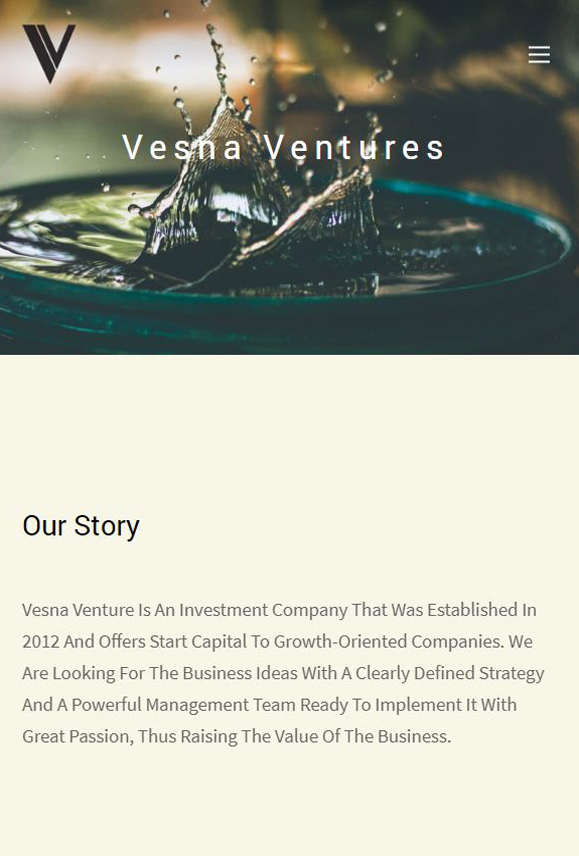 Vesna Ventures
Our Story
Vesna Venture Is An Investment Company That Was Established In
2012 And Offers Start Capital To Growth-Oriented Companies. We
Are Looking For The Business Ideas With A Clearly Defined Strategy
And A Powerful Management Team Ready To Implement It With
Great Passion, Thus Raising The Value Of The Business.